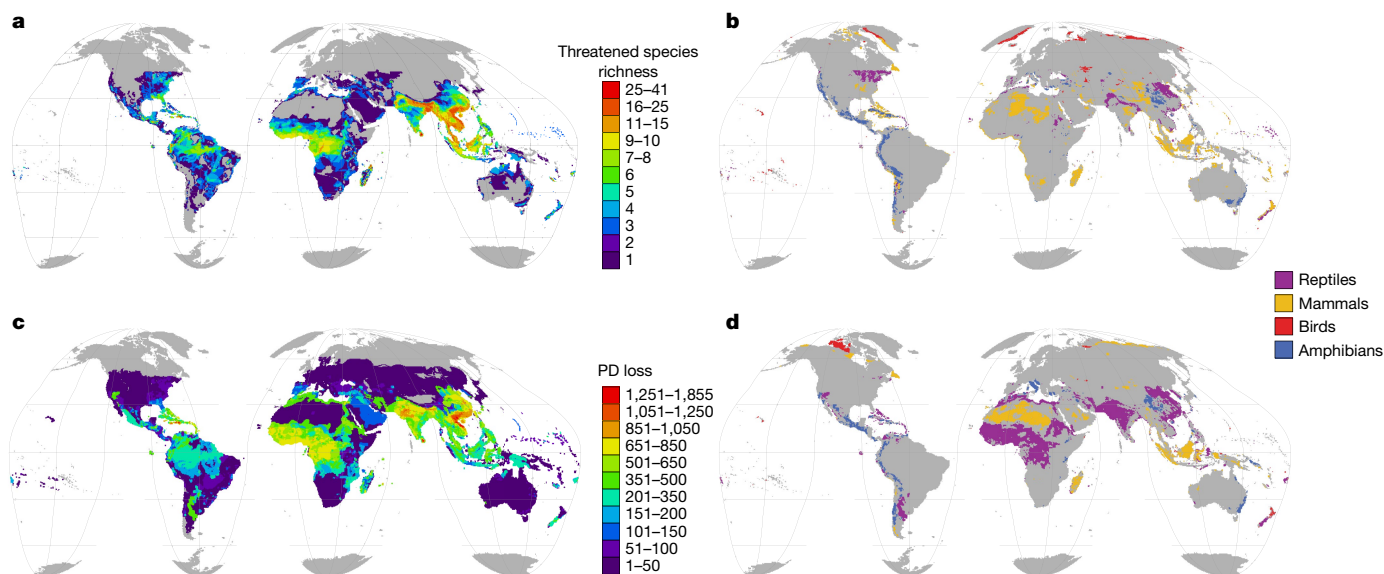 a
Threatened species
richness
25–41
16–25
11–15
9–10
7–8
6
5
4
3
2
1
b
Reptiles
Mammals
Birds
Amphibians
c
PD loss
1,251–1,855
1,051–1,250
851–1,050
651–850
501–650
351–500
201–350
151–200
101–150
51–100
1–50
d